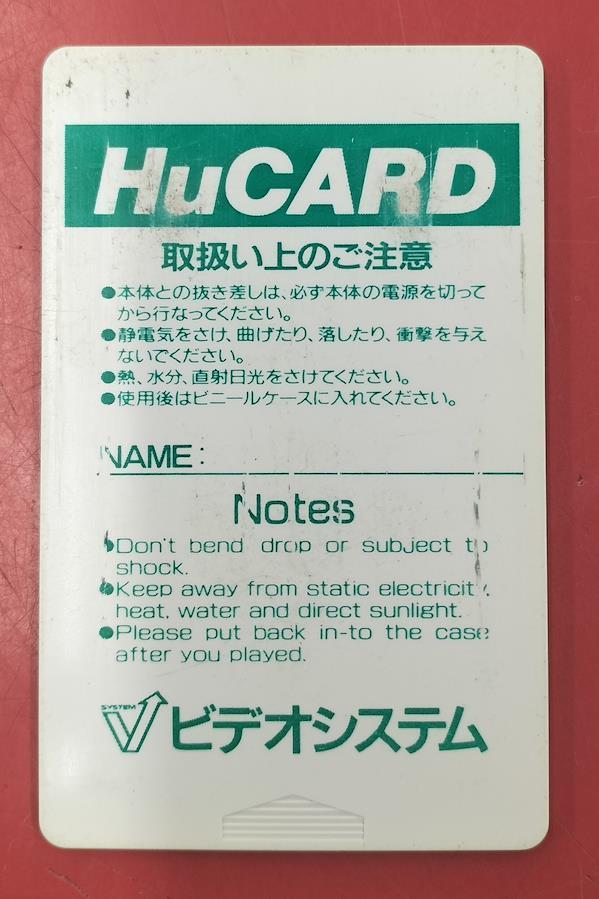 HuCARD
取扱い上のご注意
●本体との抜き差しは、必ず本体の電源を切って
から行なってください。
●静電気をさけ、曲げたり、落したり、衝撃を与え
ないでください。
●熱、水分、直射日光をさけてください。
●使用後はビニールケースに入れてください。
NAME:
Notes
●Don't bend drop or subject to
shock.
●Keep away from static electricity,
heat, water and direct sunlight.
●Please put back in-to the case
after you played.
SYSTEM V ビデオシステム